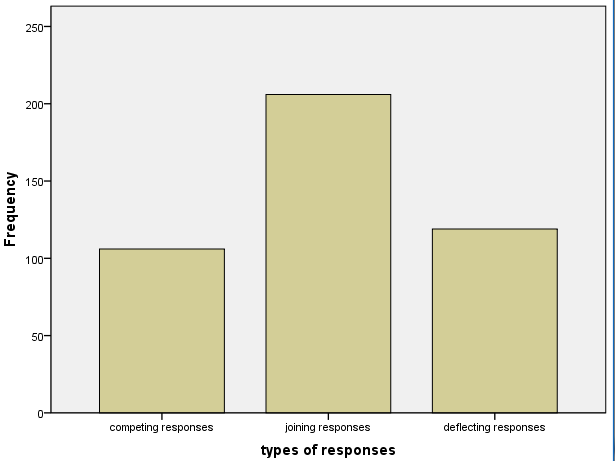 250
200
150
100
50
0
Frequency
competing responses
joining responses
deflecting responses
types of responses